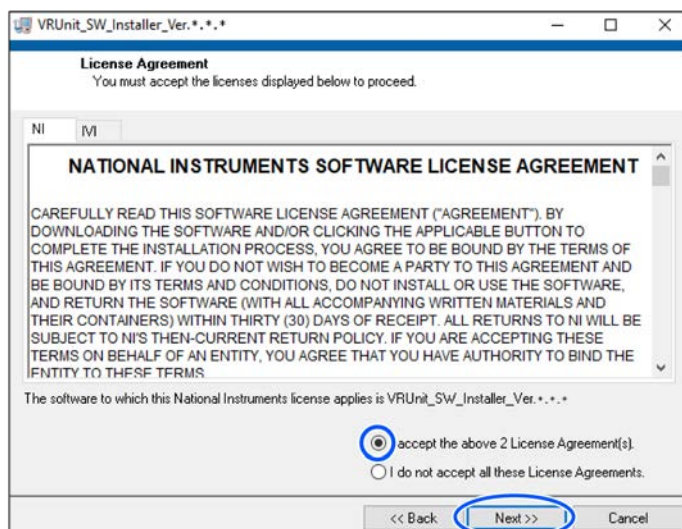 VRUnit_SW_Installer_Ver.*.*.*
License Agreement
You must accept the licenses displayed below to proceed.
NI IVI
NATIONAL INSTRUMENTS SOFTWARE LICENSE AGREEMENT
CAREFULLY READ THIS SOFTWARE LICENSE AGREEMENT ("AGREEMENT"). BY
DOWNLOADING THE SOFTWARE AND/OR CLICKING THE APPLICABLE BUTTON TO
COMPLETE THE INSTALLATION PROCESS, YOU AGREE TO BE BOUND BY THE TERMS OF
THIS AGREEMENT. IF YOU DO NOT WISH TO BECOME A PARTY TO THIS AGREEMENT AND
BE BOUND BY ITS TERMS AND CONDITIONS, DO NOT INSTALL OR USE THE SOFTWARE,
AND RETURN THE SOFTWARE (WITH ALL ACCOMPANYING WRITTEN MATERIALS AND
THEIR CONTAINERS) WITHIN THIRTY (30) DAYS OF RECEIPT. ALL RETURNS TO NI WILL BE
SUBJECT TO NI'S THEN-CURRENT RETURN POLICY. IF YOU ARE ACCEPTING THESE
TERMS ON BEHALF OF AN ENTITY, YOU AGREE THAT YOU HAVE AUTHORITY TO BIND THE
ENTITY TO THESE TERMS
The software to which this National Instruments license applies is VRUnit_SW_Installer_Ver.*.*.*
accept the above 2 License Agreement(s).
I do not accept all these License Agreements.
<< Back Next >> Cancel